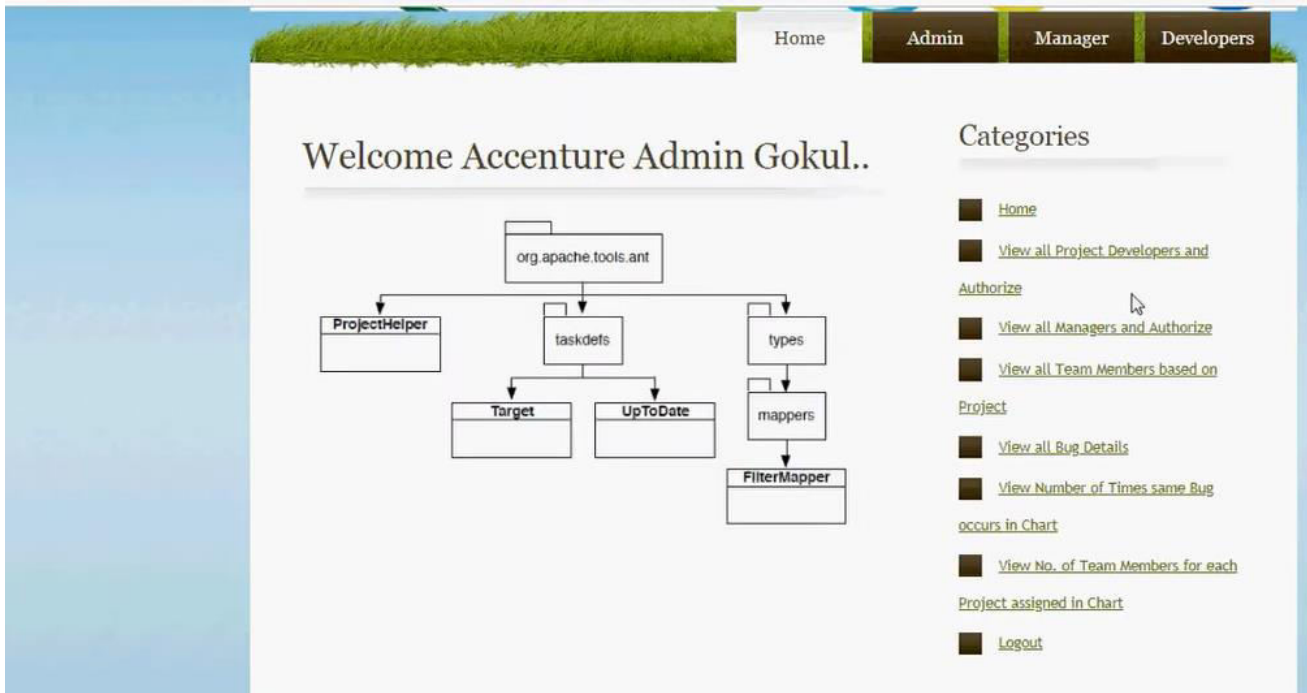 Home Admin Manager Developers
Welcome Accenture Admin Gokul..
org.apache.tools.ant
ProjectHelper
taskdefs
types
Target
UpToDate
mappers
FilterMapper
Categories
Home
View all Project Developers and
Authorize
View all Managers and Authorize
View all Team Members based on
Project
View all Bug Details
View Number of Times same Bug
occurs in Chart
View No. of Team Members for each
Project assigned in Chart
Logout